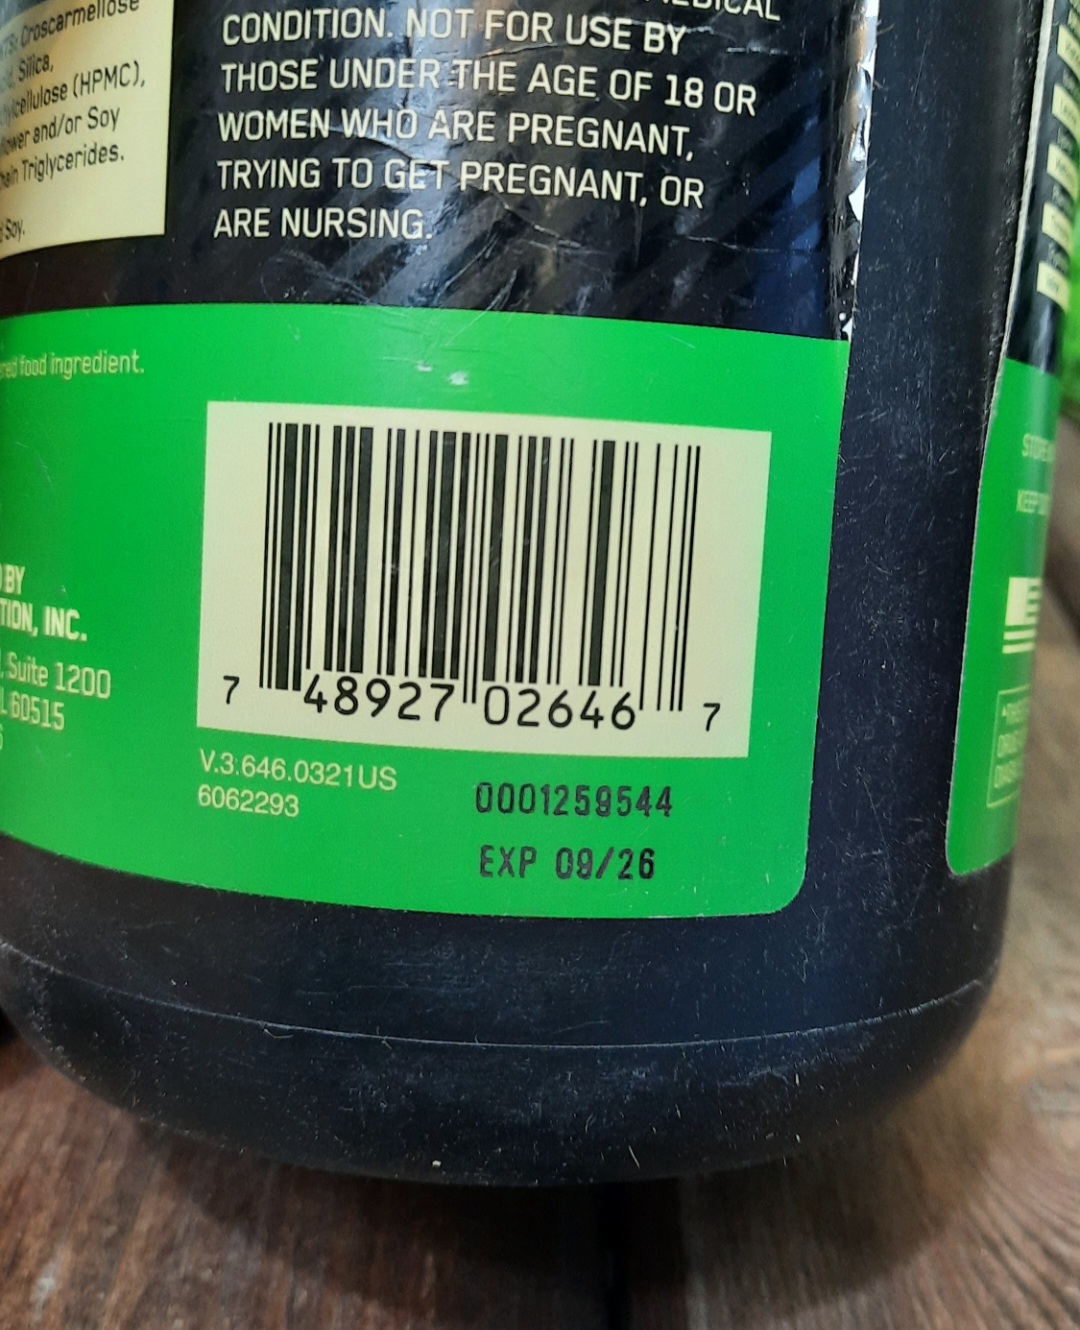 Croscarmellose
Silica,
(HPMC),
and/or Soy
Triglycerides.
Soy.
CONDITION. NOT FOR USE BY
THOSE UNDER THE AGE OF 18 OR
WOMEN WHO ARE PREGNANT,
TRYING TO GET PREGNANT, OR
ARE NURSING.
food ingredient.
BY
INC.
Suite 1200
60515
7 48927 02646 7
V.3.646.0321US
6062293
0001259544
EXP 09/26